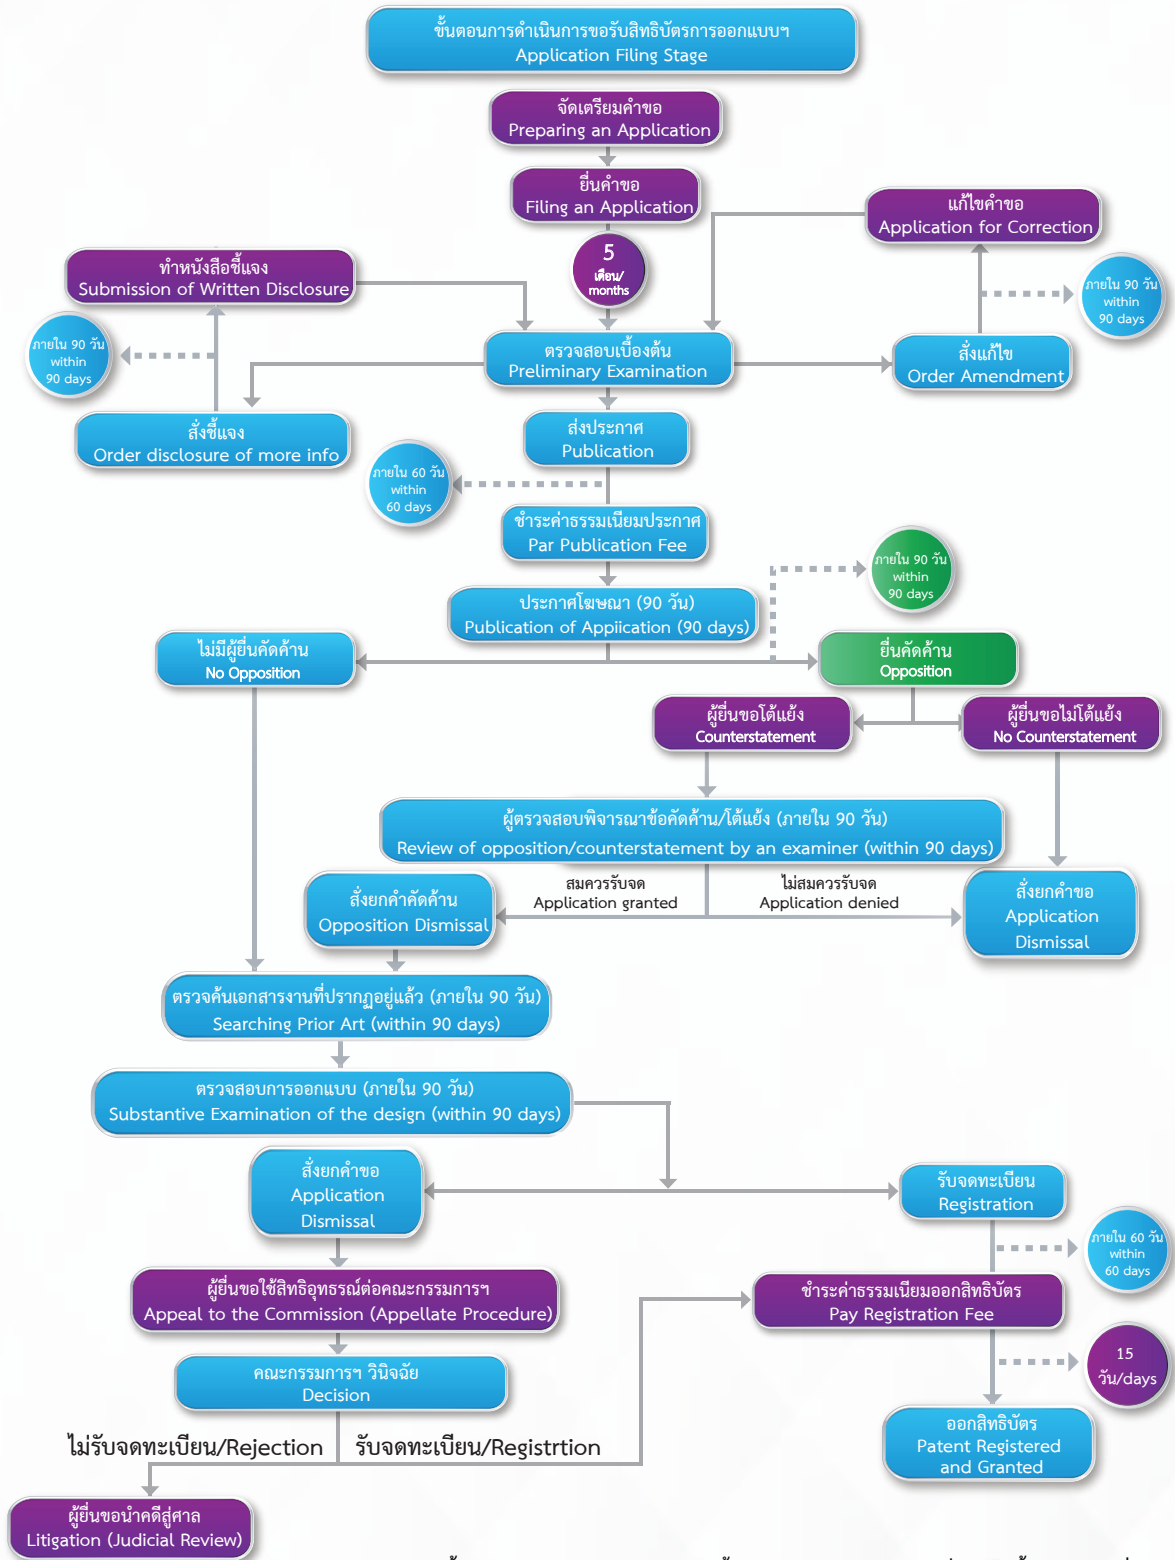 ขั้นตอนการดำเนินการขอรับสิทธิบัตรการออกแบบฯ
Application Filing Stage
จัดเตรียมคำขอ
Preparing an Application
ยื่นคำขอ
Filing an Application
5
เดือน/
months
แก้ไขคำขอ
Application for Correction
ทำหนังสือชี้แจง
Submission of Written Disclosure
ภายใน 90 วัน
within
90 days
ภายใน 90 วัน
within
90 days
ตรวจสอบเบื้องต้น
Preliminary Examination
สั่งแก้ไข
Order Amendment
สั่งชี้แจง
Order disclosure of more info
ส่งประกาศ
Publication
ภายใน 60 วัน
within
60 days
ชำระค่าธรรมเนียมประกาศ
Par Publication Fee
ภายใน 90 วัน
within
90 days
ประกาศโฆษณา (90 วัน)
Publication of Appiication (90 days)
ไม่มีผู้ยื่นคัดค้าน
No Opposition
ยื่นคัดค้าน
Opposition
ผู้ยื่นขอโต้แย้ง
Counterstatement
ผู้ยื่นขอไม่โต้แย้ง
No Counterstatement
ผู้ตรวจสอบพิจารณาข้อคัดค้าน/โต้แย้ง (ภายใน 90 วัน)
Review of opposition/counterstatement by an examiner (within 90 days)
สมควรรับจด
Application granted
ไม่สมควรรับจด
Application denied
สั่งยกคำคัดค้าน
Opposition Dismissal
สั่งยกคำขอ
Application
Dismissal
ตรวจค้นเอกสารงานที่ปรากฏอยู่แล้ว (ภายใน 90 วัน)
Searching Prior Art (within 90 days)
ตรวจสอบการออกแบบ (ภายใน 90 วัน)
Substantive Examination of the design (within 90 days)
สั่งยกคำขอ
Application
Dismissal
รับจดทะเบียน
Registration
ภายใน 60 วัน
within
60 days
ผู้ยื่นขอใช้สิทธิอุทธรณ์ต่อคณะกรรมการฯ
Appeal to the Commission (Appellate Procedure)
ชำระค่าธรรมเนียมออกสิทธิบัตร
Pay Registration Fee
15
วัน/days
คณะกรรมการฯ วินิจฉัย
Decision
ไม่รับจดทะเบียน/Rejection
รับจดทะเบียน/Registrtion
ออกสิทธิบัตร
Patent Registered
and Granted
ผู้ยื่นขอนำคดีสู่ศาล
Litigation (Judicial Review)